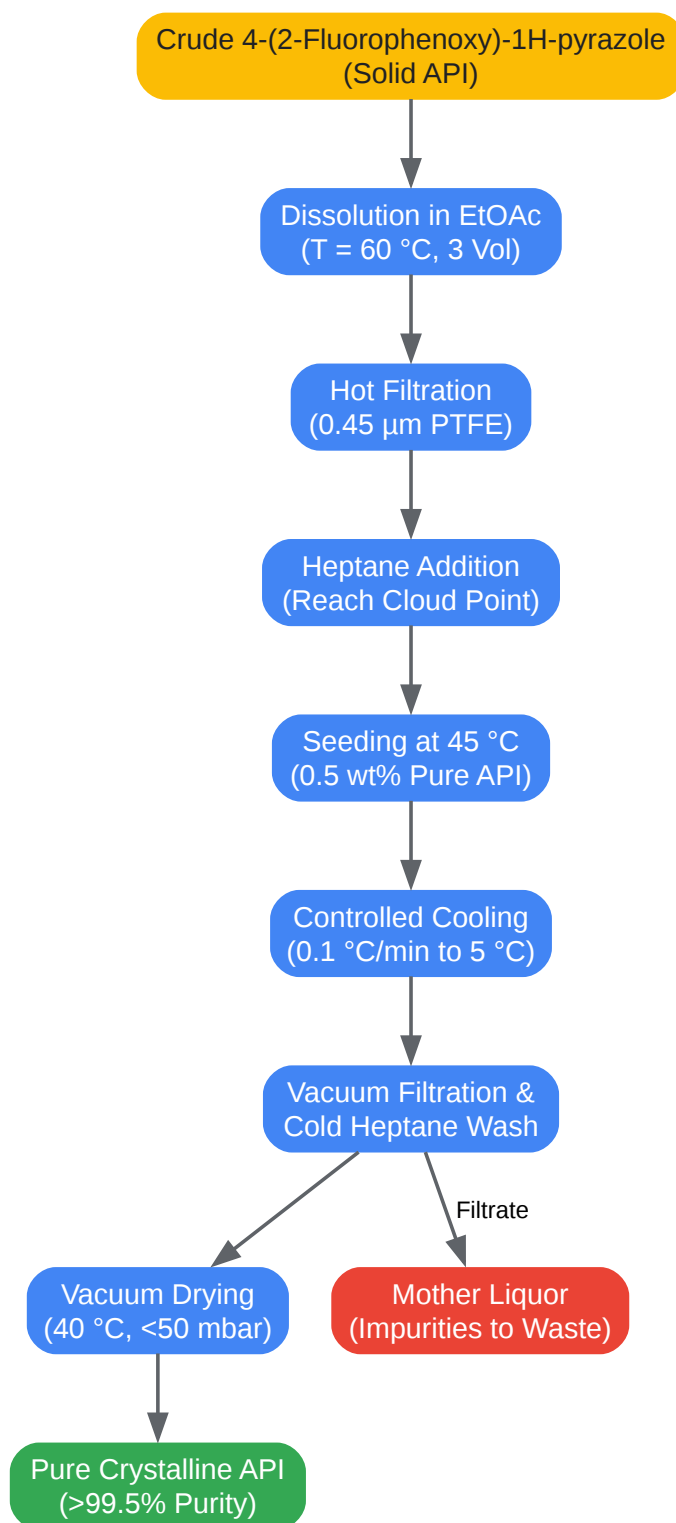 Crude 4-(2-Fluorophenoxy)-1H-pyrazole
(Solid API)
Dissolution in EtOAc
(T = 60 °C, 3 Vol)
Hot Filtration
(0.45 µm PTFE)
Heptane Addition
(Reach Cloud Point)
Seeding at 45 °C
(0.5 wt% Pure API)
Controlled Cooling
(0.1 °C/min to 5 °C)
Vacuum Filtration &
Cold Heptane Wash
Filtrate
Vacuum Drying
(40 °C, <50 mbar)
Mother Liquor
(Impurities to Waste)
Pure Crystalline API
(>99.5% Purity)